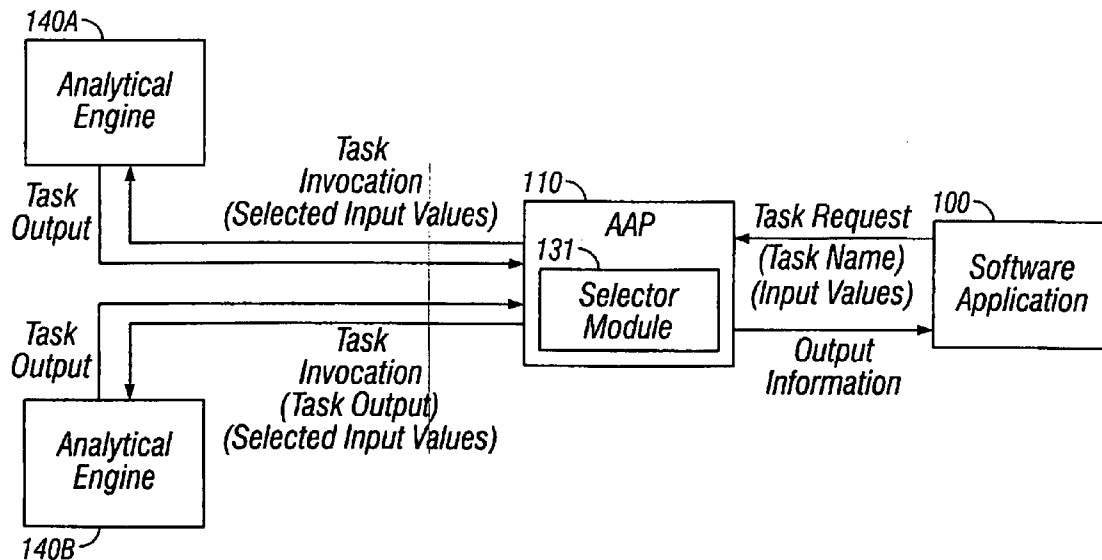 140A
Analytical
Engine
Task
Output
Task
Invocation
(Selected Input Values)
110
AAP
131
Selector
Module
Task Request
(Task Name)
(Input Values)
100
Software
Application
Output
Information
Task
Output
Task
Invocation
(Task Output)
(Selected Input Values)
Analytical
Engine
140B